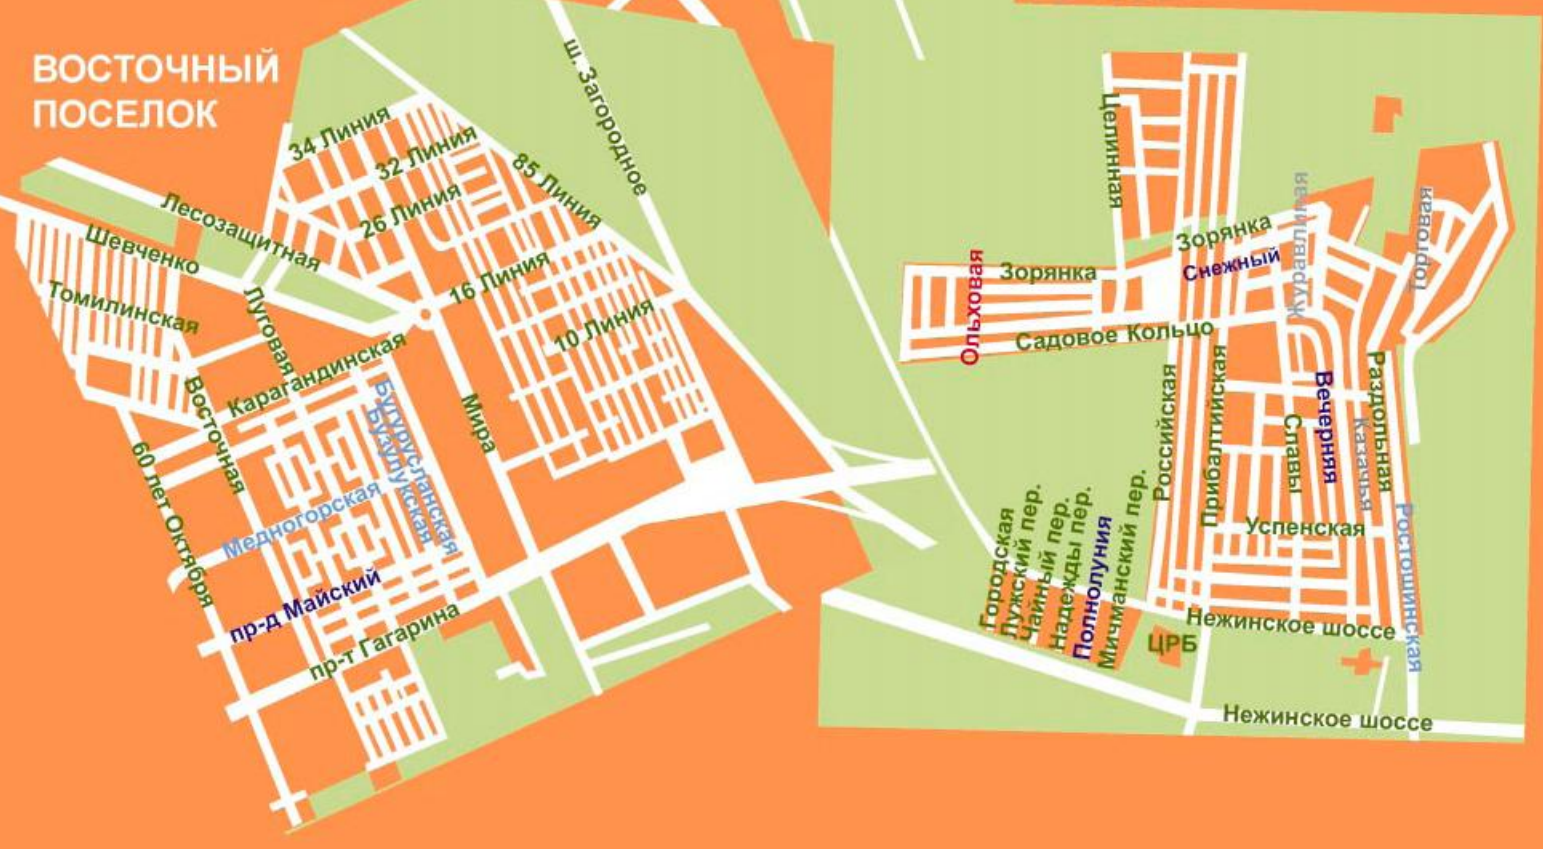 ВОСТОЧНЫЙ
ПОСЕЛОК
34 Линия
32 Линия
26 Линия
85 Линия
ш. Загородное
Лесозащитная
Шевченко
Томилинская
16 Линия
10 Линия
Луговая
Карагандинская
Восточная
60 лет Октября
Мира
Бугурусланская
Бузулукская
Медногорская
пр-д Майский
пр-т Гагарина
Целинная
Зорянка
Снежный
Журавлиная
Торговая
Зорянка
Ольховая
Садовое Кольцо
Российская
Прибалтийская
Славы
Вечерняя
Казачья
Раздольная
Ростошинская
Успенская
Городская
Лужский пер.
Чайный пер.
Надежды пер.
Полнолуния
Мичманский пер.
ЦРБ
Нежинское шоссе
Нежинское шоссе